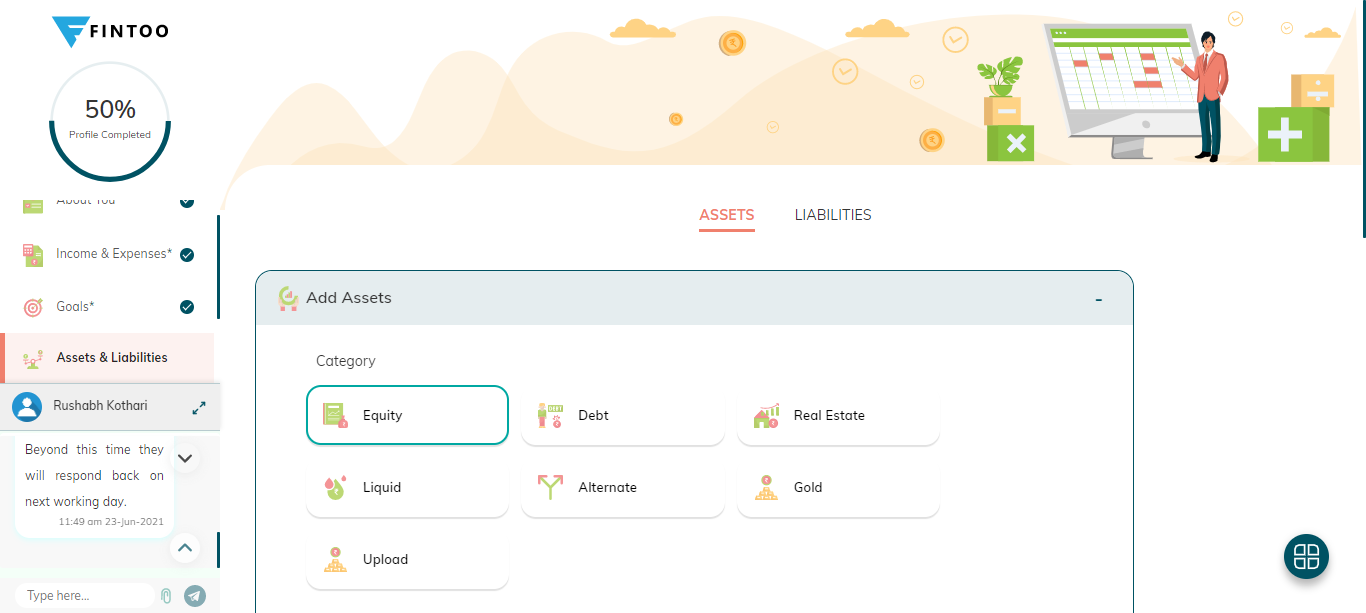 FINTOO
50%
Profile Completed
About You
Income & Expenses*
Goals*
Assets & Liabilities
Rushabh Kothari
Beyond this time they
will respond back on
next working day.
11:49 am 23-Jun-2021
Type here...
ASSETS LIABILITIES
Add Assets
-
Category
Equity
Debt
Real Estate
Liquid
Alternate
Gold
Upload